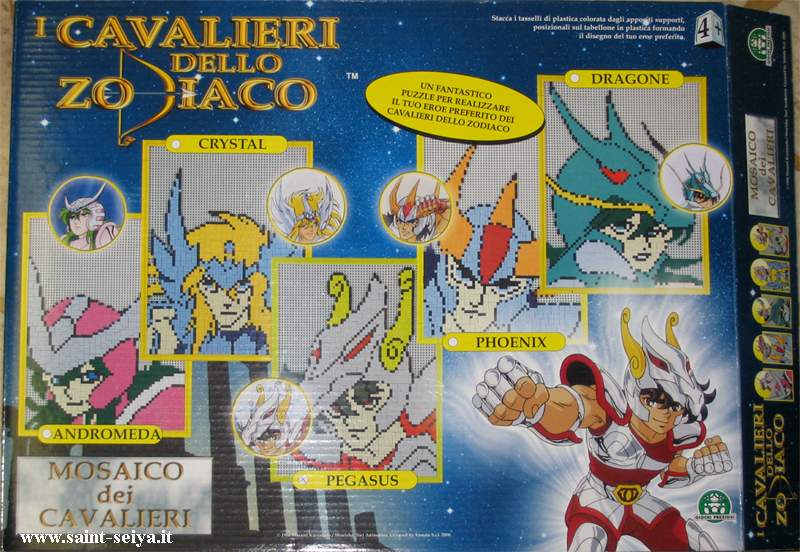 I CAVALIERI
DELLO
ZODIACO
TM
Stacca i tasselli di plastica colorata dagli appositi supporti,
posizionali sul tabellone in plastica formando
il disegno del tuo eroe preferito.
4+
UN FANTASTICO
PUZZLE PER REALIZZARE
IL TUO EROE PREFERITO DEI
CAVALIERI DELLO ZODIACO
DRAGONE
CRYSTAL
PHOENIX
ANDROMEDA
PEGASUS
MOSAICO
dei
CAVALIERI
GIOCHI PREZIOSI
MOSAICO
dei
CAVALIERI
I CAVALIERI
DELLO
ZODIACO
www.saint-seiya.it